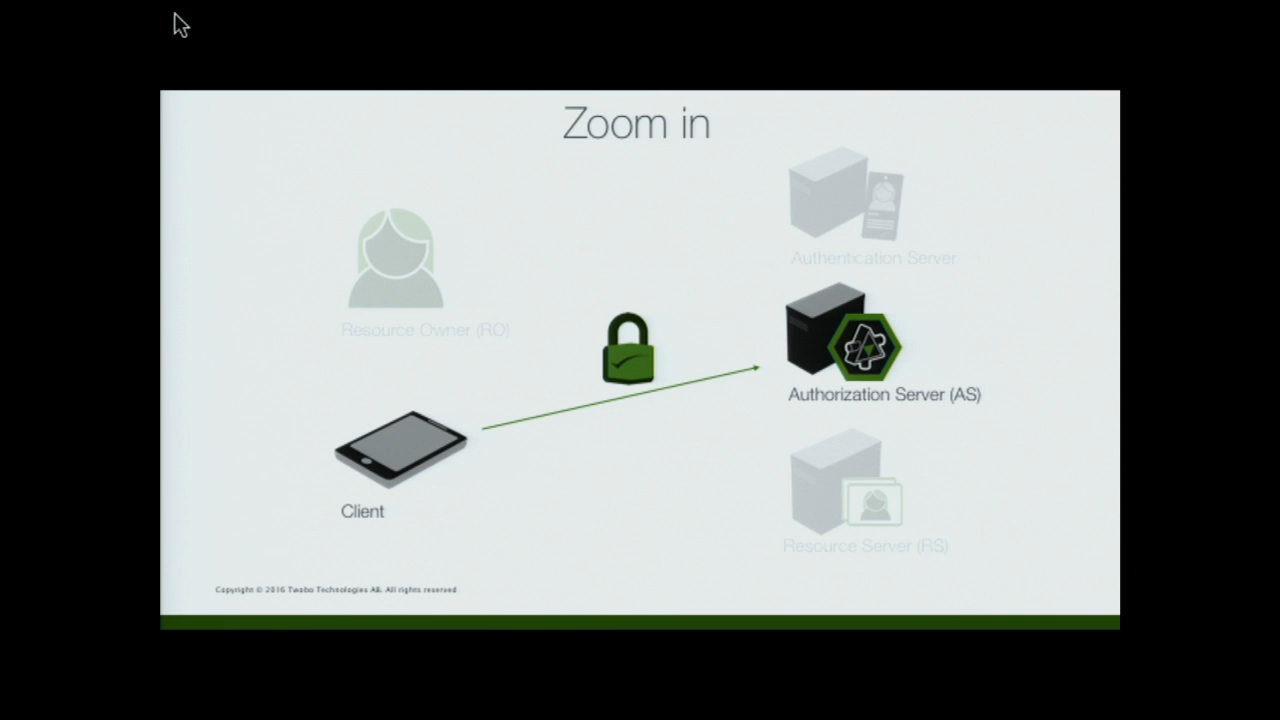 Zoom in
Authentication Server
Resource Owner (RO)
Authorization Server (AS)
Client
Resource Server (RS)
Copyright © 2016 Twobo Technologies AB. All rights reserved